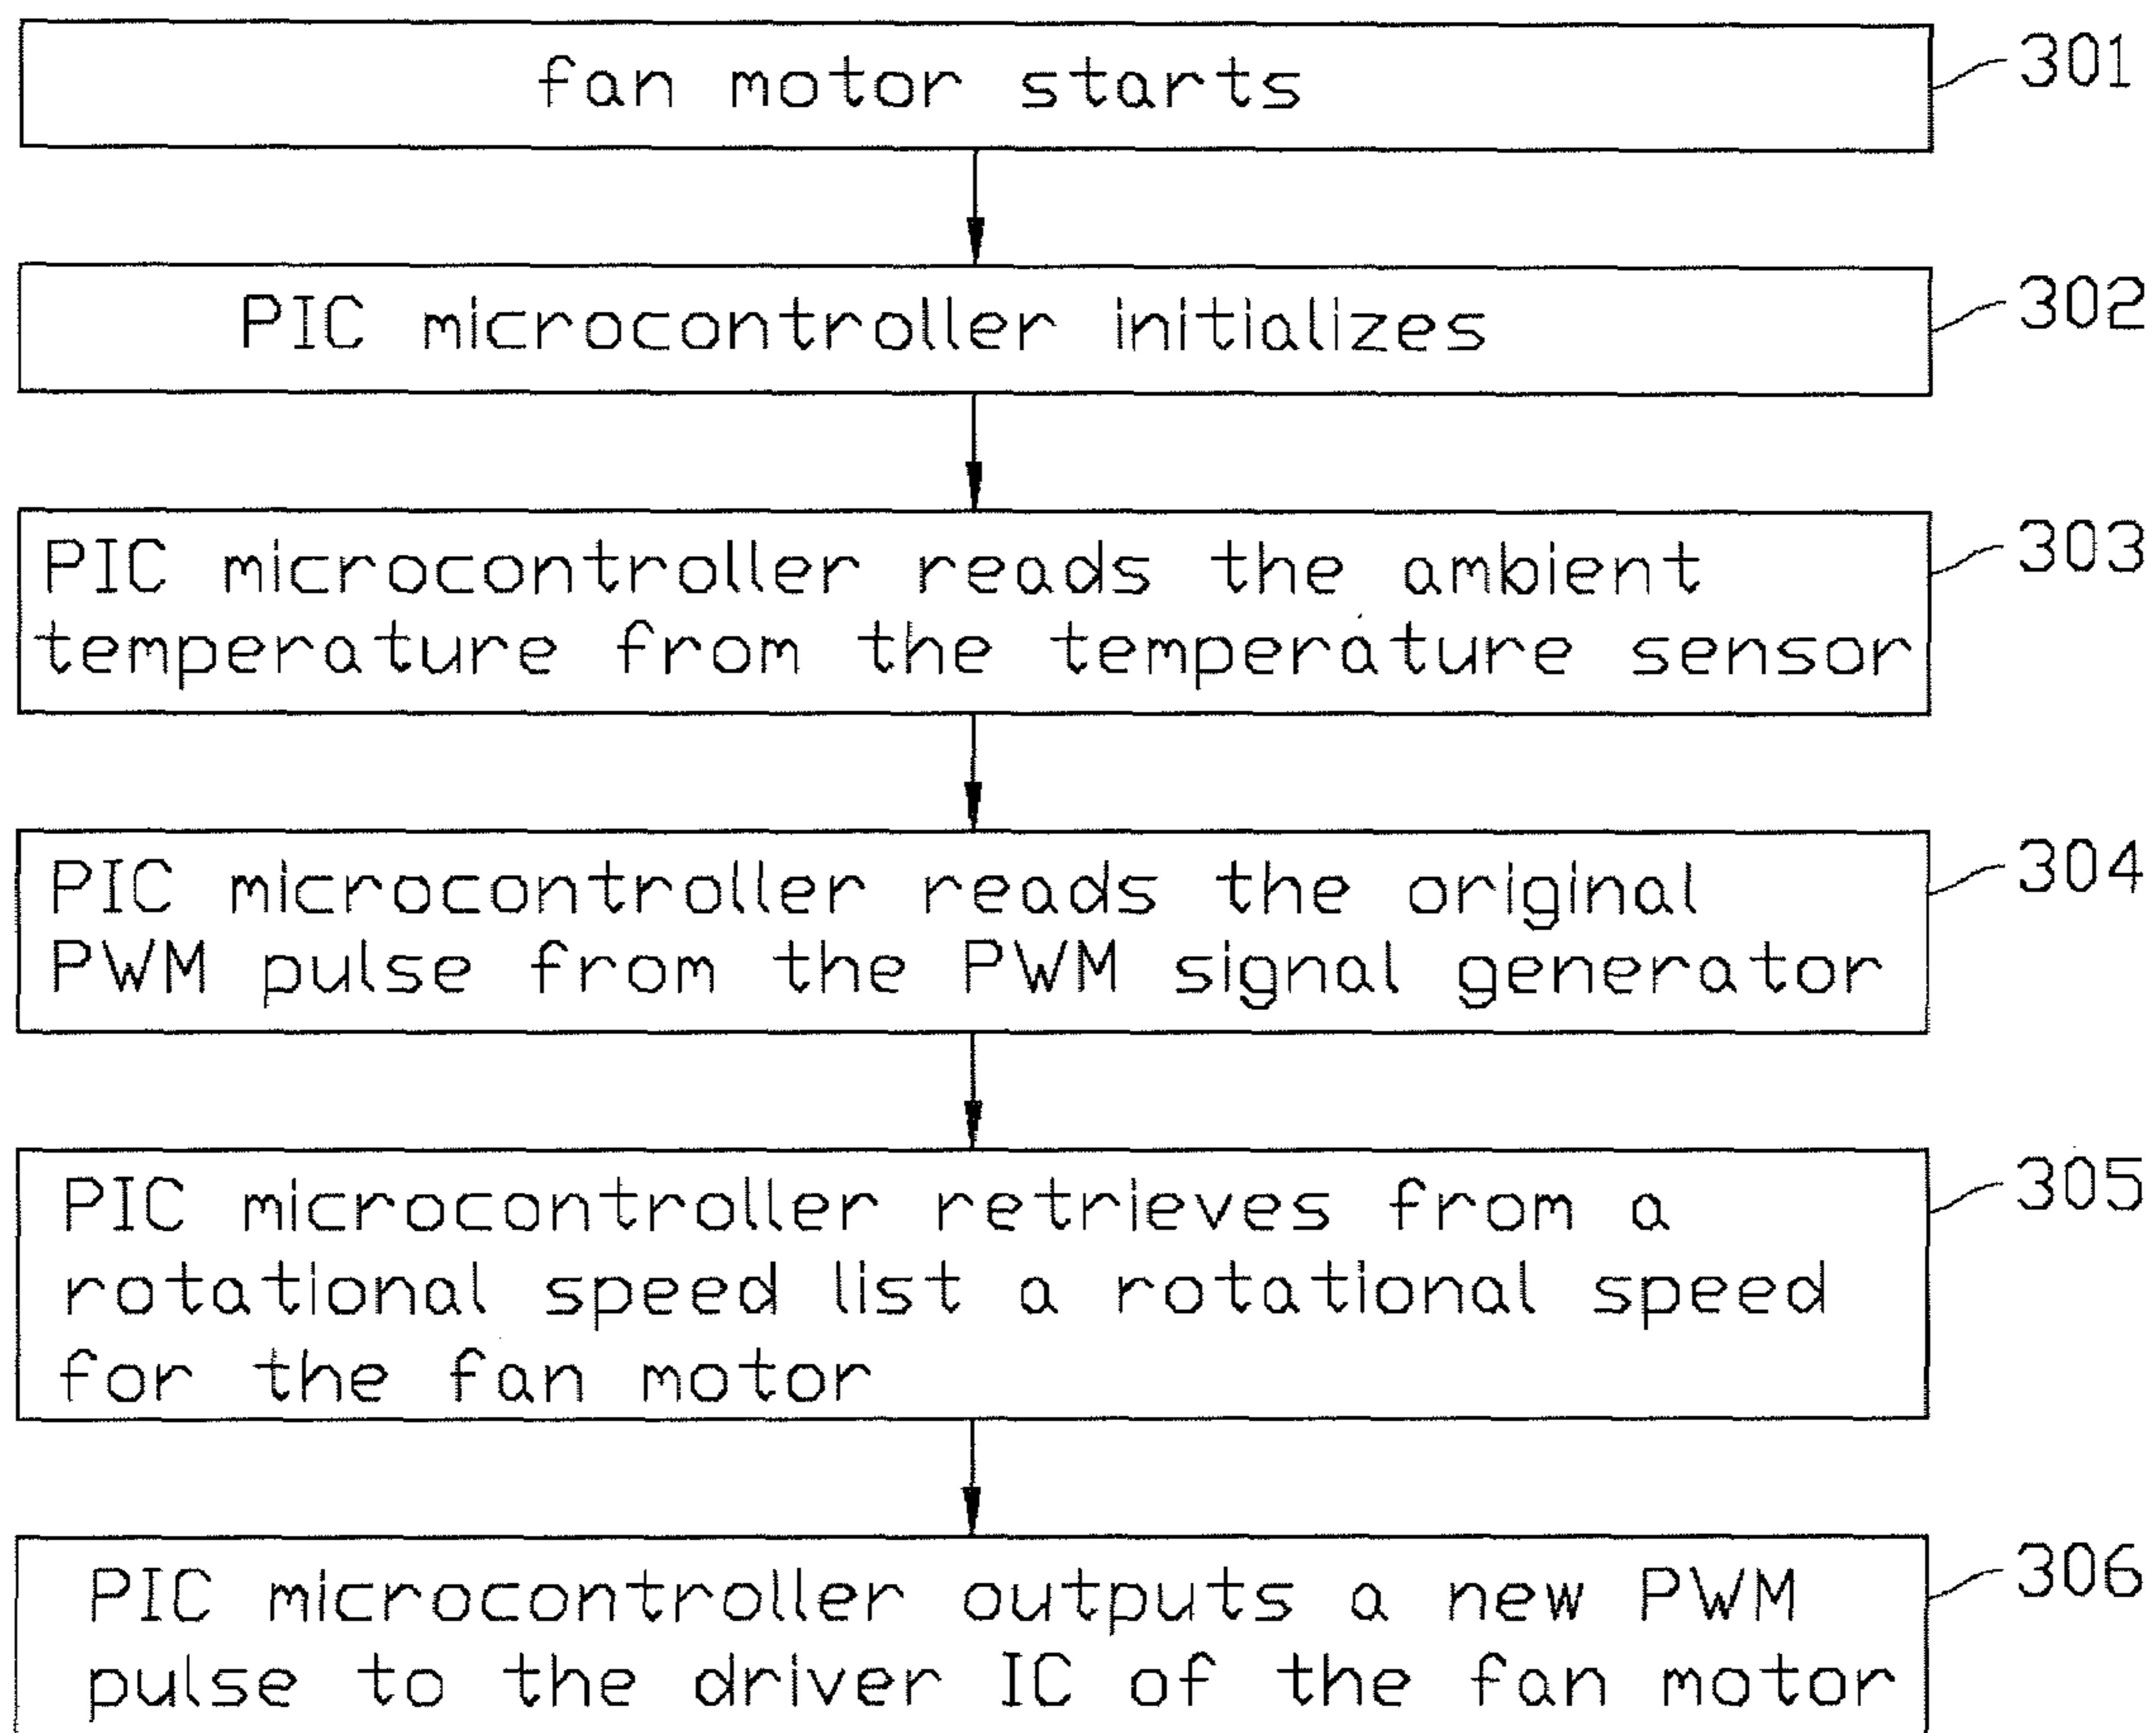 fan motor starts
301
PIC microcontroller initializes
302
PIC microcontroller reads the ambient
temperature from the temperature sensor
303
PIC microcontroller reads the original
PWM pulse from the PWM signal generator
304
PIC microcontroller retrieves from a
rotational speed list a rotational speed
for the fan motor
305
PIC microcontroller outputs a new PWM
pulse to the driver IC of the fan motor
306